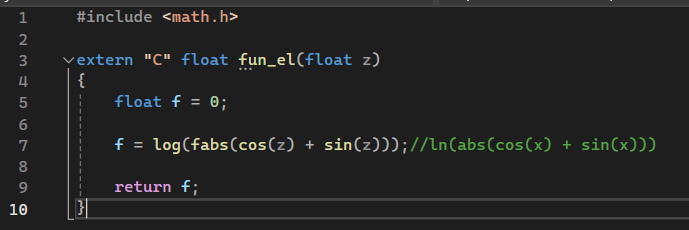 1 #include <math.h>
2
3 extern "C" float fun_el(float z)
4 {
5 float f = 0;
6
7 f = log(fabs(cos(z) + sin(z)));//ln(abs(cos(x) + sin(x)))
8
9 return f;
10 }